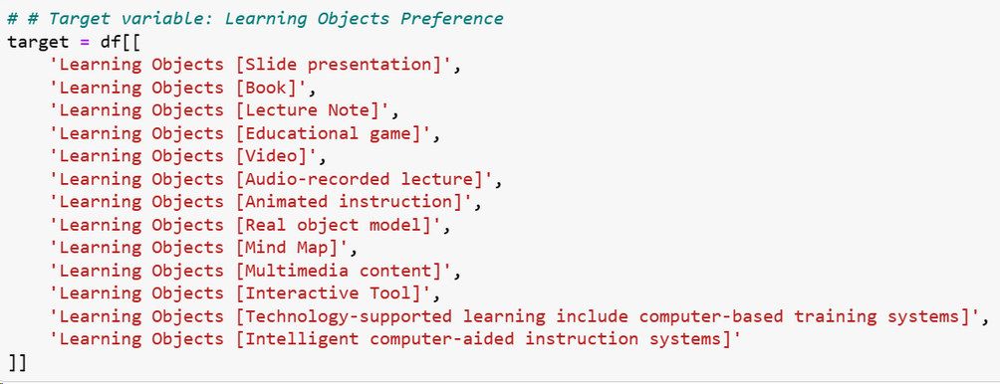 # # Target variable: Learning Objects Preference
target = df[[
    'Learning Objects [Slide presentation]',
    'Learning Objects [Book]',
    'Learning Objects [Lecture Note]',
    'Learning Objects [Educational game]',
    'Learning Objects [Video]',
    'Learning Objects [Audio-recorded lecture]',
    'Learning Objects [Animated instruction]',
    'Learning Objects [Real object model]',
    'Learning Objects [Mind Map]',
    'Learning Objects [Multimedia content]',
    'Learning Objects [Interactive Tool]',
    'Learning Objects [Technology-supported learning include computer-based training systems]',
    'Learning Objects [Intelligent computer-aided instruction systems]'
]]